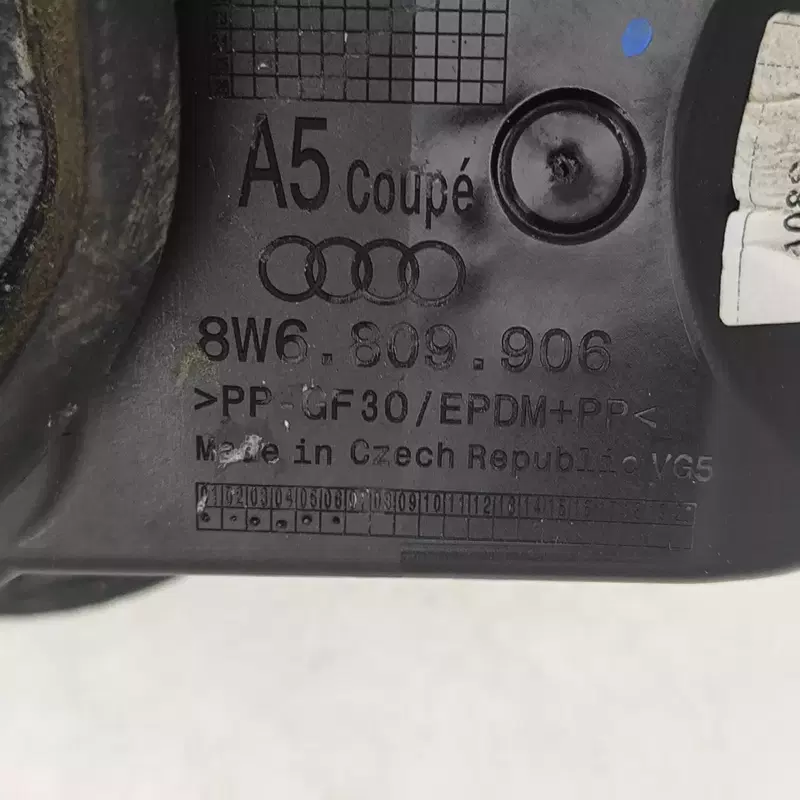 A5 coupé
8W6.809.906
>PP-GF30/EPDM+PP<
Made in Czech Republic VG5
01 02 03 04 05 06 07 08 09 10 11 12 13 14 15